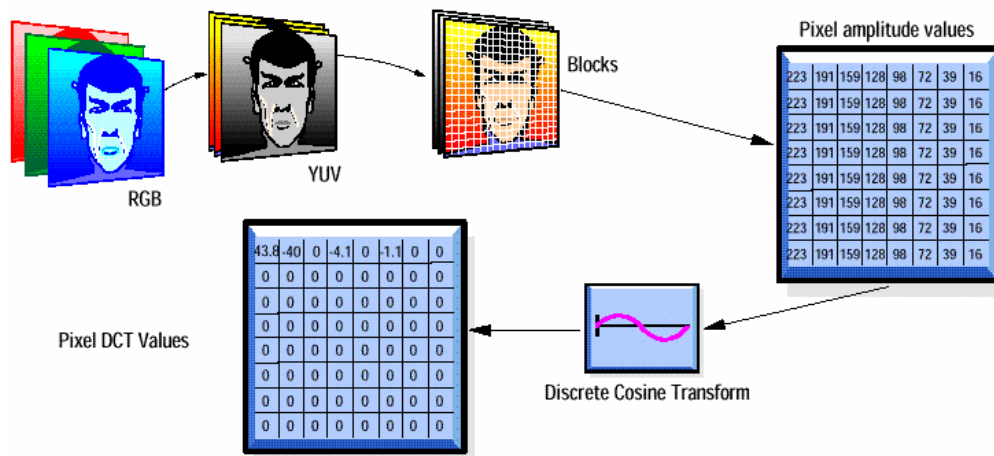 RGB
YUV
Blocks
Pixel amplitude values
223 191 159 128 98 72 39 16
223 191 159 128 98 72 39 16
223 191 159 128 98 72 39 16
223 191 159 128 98 72 39 16
223 191 159 128 98 72 39 16
223 191 159 128 98 72 39 16
223 191 159 128 98 72 39 16
223 191 159 128 98 72 39 16
Discrete Cosine Transform
Pixel DCT Values
43.8 -40 0 -4.1 0 -1.1 0 0
0 0 0 0 0 0 0 0
0 0 0 0 0 0 0 0
0 0 0 0 0 0 0 0
0 0 0 0 0 0 0 0
0 0 0 0 0 0 0 0
0 0 0 0 0 0 0 0
0 0 0 0 0 0 0 0